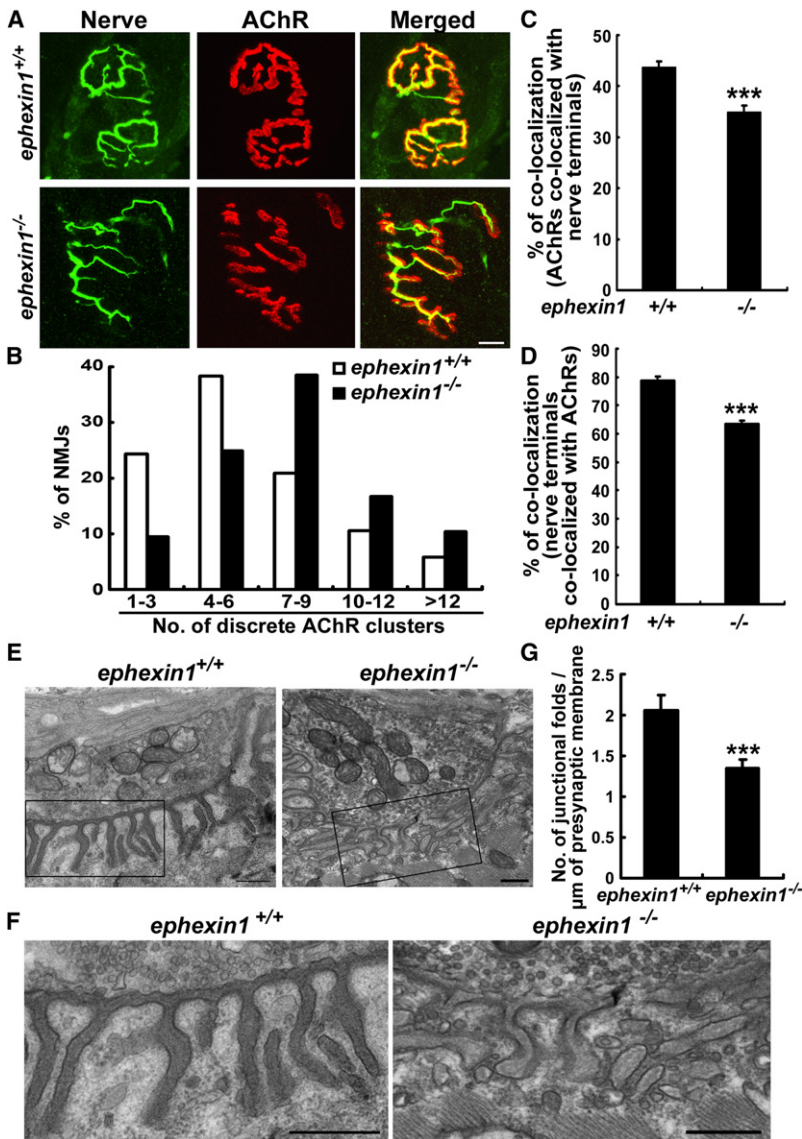 A
Nerve
AChR
Merged
ephexin1+/+
ephexin1-/-
B
% of NMJs
40
30
20
10
0
ephexin1+/+
ephexin1-/-
1-3
4-6
7-9
10-12
>12
No. of discrete AChR clusters
C
% of co-localization
(AChRs co-localized with
nerve terminals)
50
40
30
20
10
0
***
ephexin1
+/+
-/-
D
% of co-localization
(nerve terminals
co-localized with AChRs)
90
80
70
60
50
40
30
20
10
0
***
ephexin1
+/+
-/-
E
ephexin1+/+
ephexin1-/-
G
No. of junctional folds /
µm of presynaptic membrane
2.5
2
1.5
1
0.5
0
***
ephexin1+/+
ephexin1-/-
F
ephexin1 +/+
ephexin1 -/-